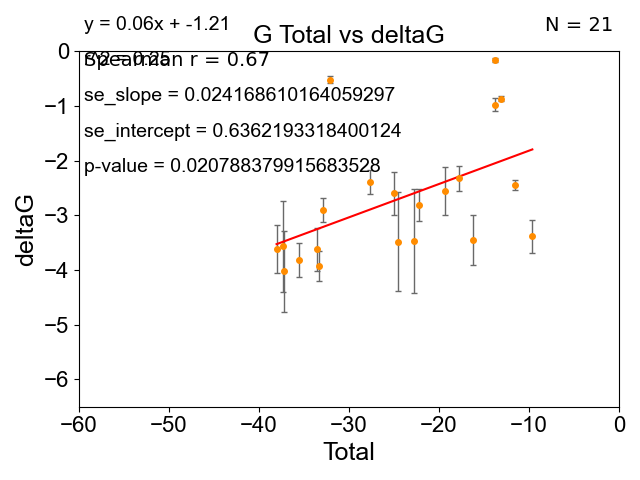 y = 0.06x + -1.21
N = 21
G Total vs deltaG
Spearman r = 0.67
se_slope = 0.024168610164059297
se_intercept = 0.6362193318400124
p-value = 0.020788379915683528
deltaG
0
−1
−2
−3
−4
−5
−6
−60
−50
−40
−30
−20
−10
0
Total